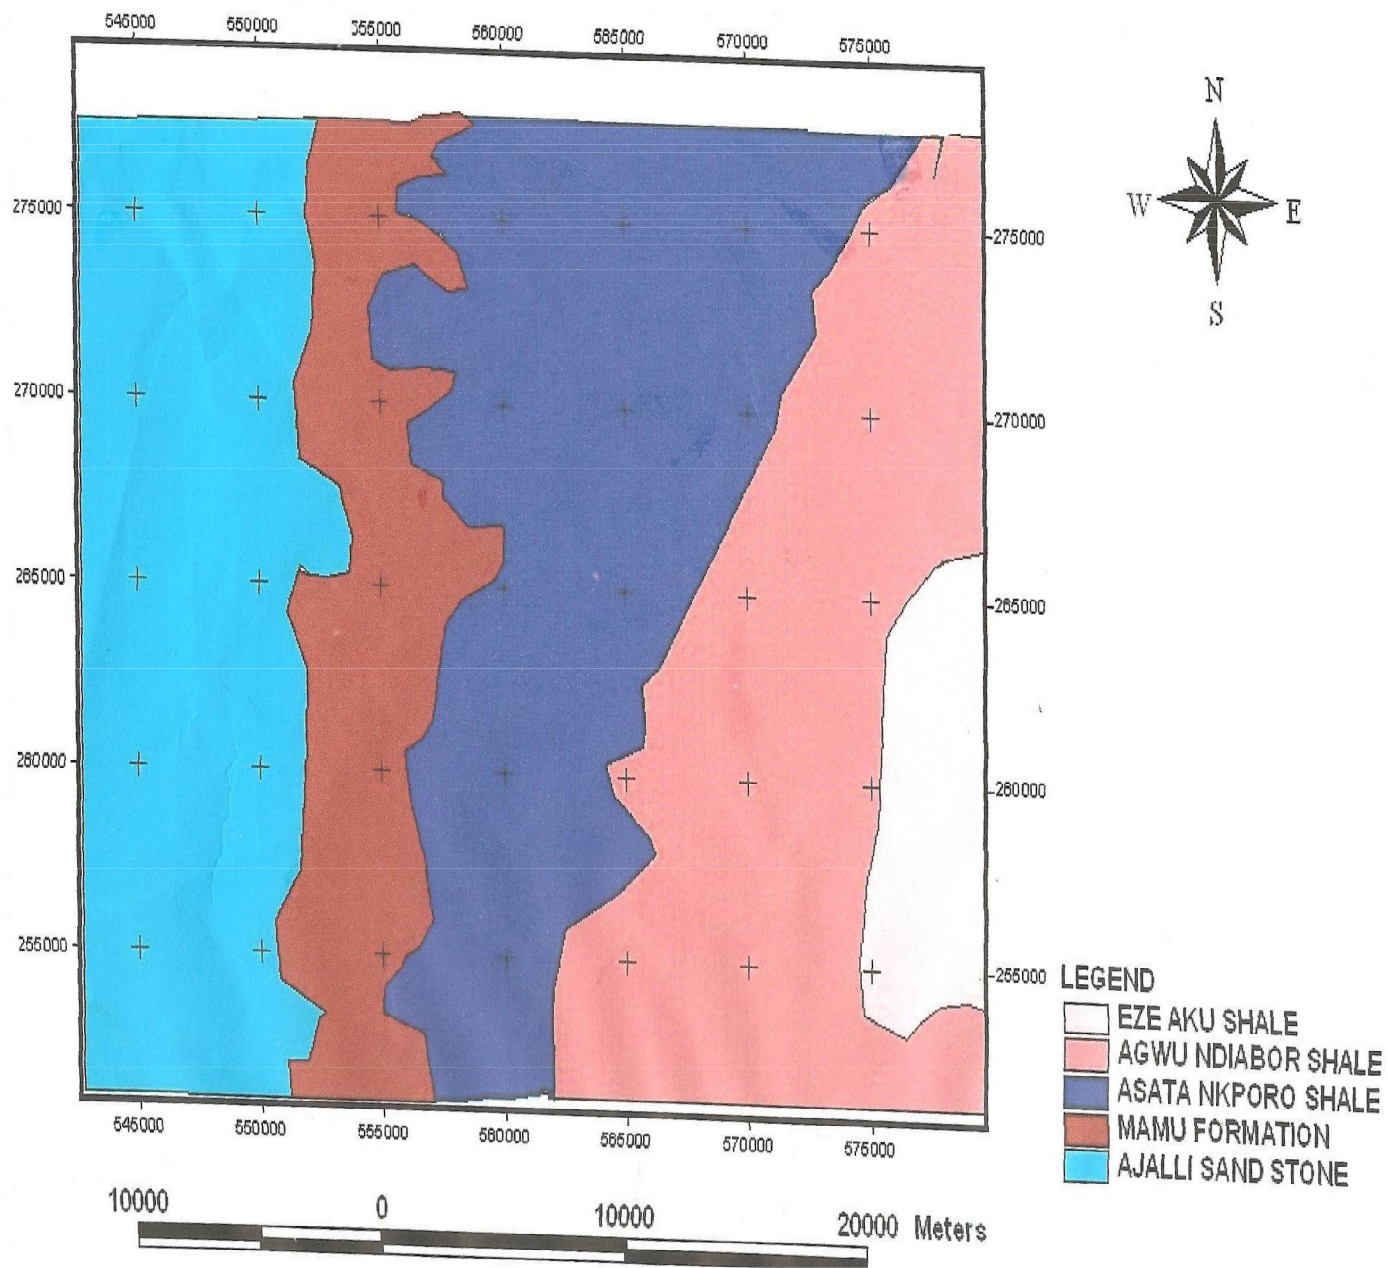 545000 550000 555000 560000 565000 570000 575000
N
W E
S
275000
275000
270000
270000
265000
265000
260000
260000
255000
255000
545000 550000 555000 560000 565000 570000 575000
LEGEND
EZE AKU SHALE
AGWU NDIABOR SHALE
ASATA NKPORO SHALE
MAMU FORMATION
AJALLI SAND STONE
10000 0 10000 20000 Meters